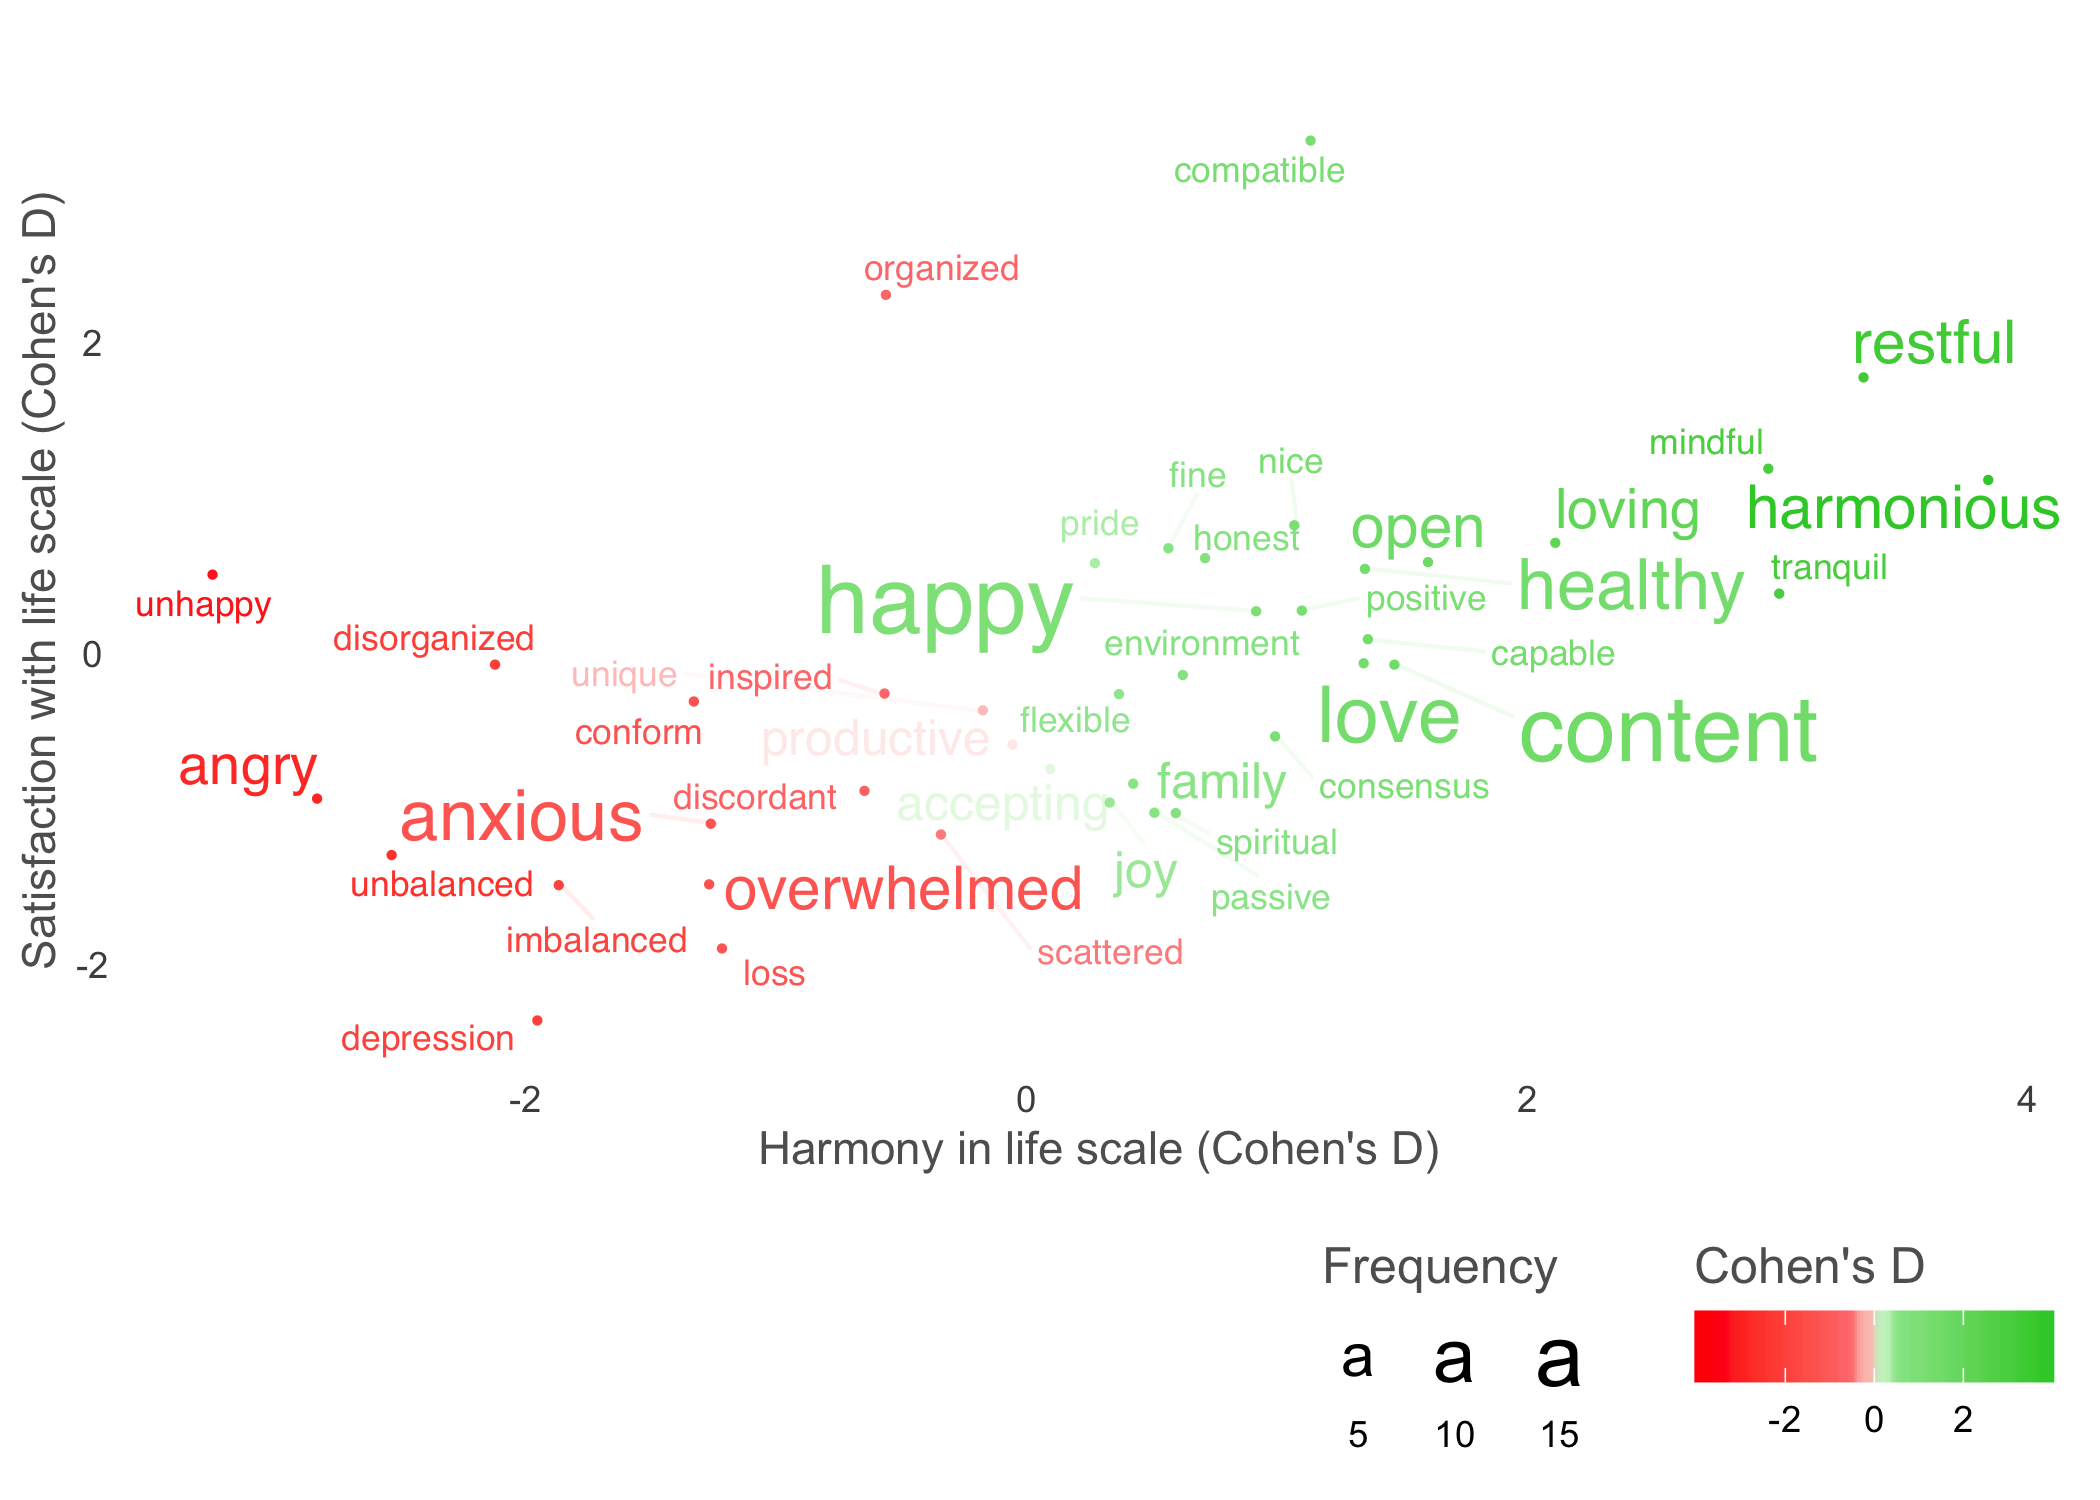 Satisfaction with life scale (Cohen's D)
compatible
organized
2
restful
mindful
nice
fine
loving
harmonious
pride
honest
open
tranquil
healthy
happy
positive
unhappy
disorganized
environment
0
capable
unique
inspired
flexible
love
content
conform
productive
angry
family
consensus
anxious
discordant
accepting
spiritual
joy
unbalanced
overwhelmed
passive
imbalanced
scattered
-2
loss
depression
-2 0 2 4
Harmony in life scale (Cohen's D)
Frequency
a a a
5 10 15
Cohen's D
-2 0 2